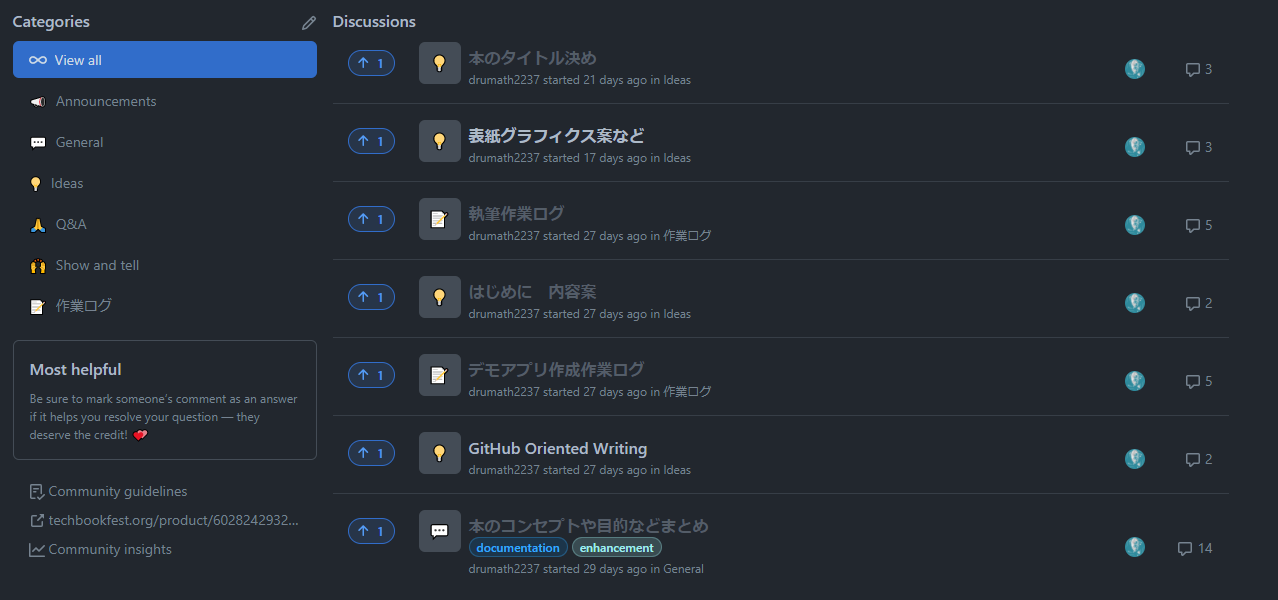 Categories
View all
Announcements
General
Ideas
Q&A
Show and tell
作業ログ
Most helpful
Be sure to mark someone’s comment as an answer
if it helps you resolve your question — they
deserve the credit!
Community guidelines
techbookfest.org/product/6028242932...
Community insights
Discussions
1
本のタイトル決め
drumath2237 started 21 days ago in Ideas
3
1
表紙グラフィクス案など
drumath2237 started 17 days ago in Ideas
3
1
執筆作業ログ
drumath2237 started 27 days ago in 作業ログ
5
1
はじめに　内容案
drumath2237 started 27 days ago in Ideas
2
1
デモアプリ作成作業ログ
drumath2237 started 27 days ago in 作業ログ
5
1
GitHub Oriented Writing
drumath2237 started 27 days ago in Ideas
2
1
本のコンセプトや目的などまとめ
documentation enhancement
drumath2237 started 29 days ago in General
14